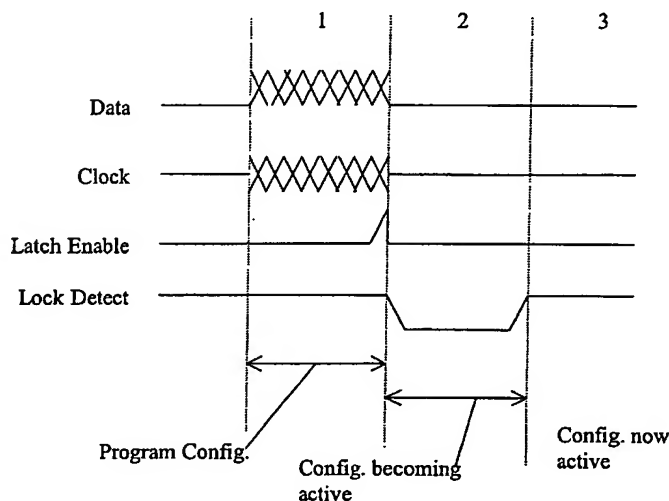 1 2 3
Data
Clock
Latch Enable
Lock Detect
Program Config.
Config. becoming
active
Config. now
active